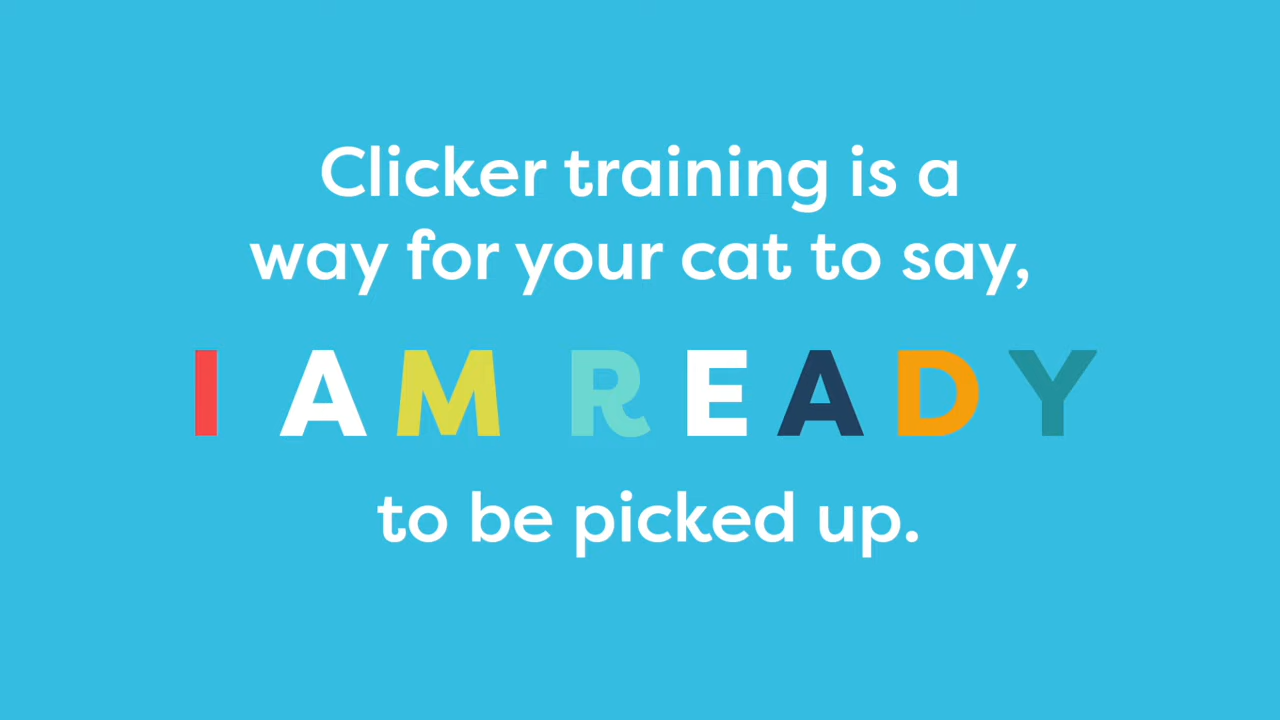 Clicker training is a
way for your cat to say,
I AM READY
to be picked up.